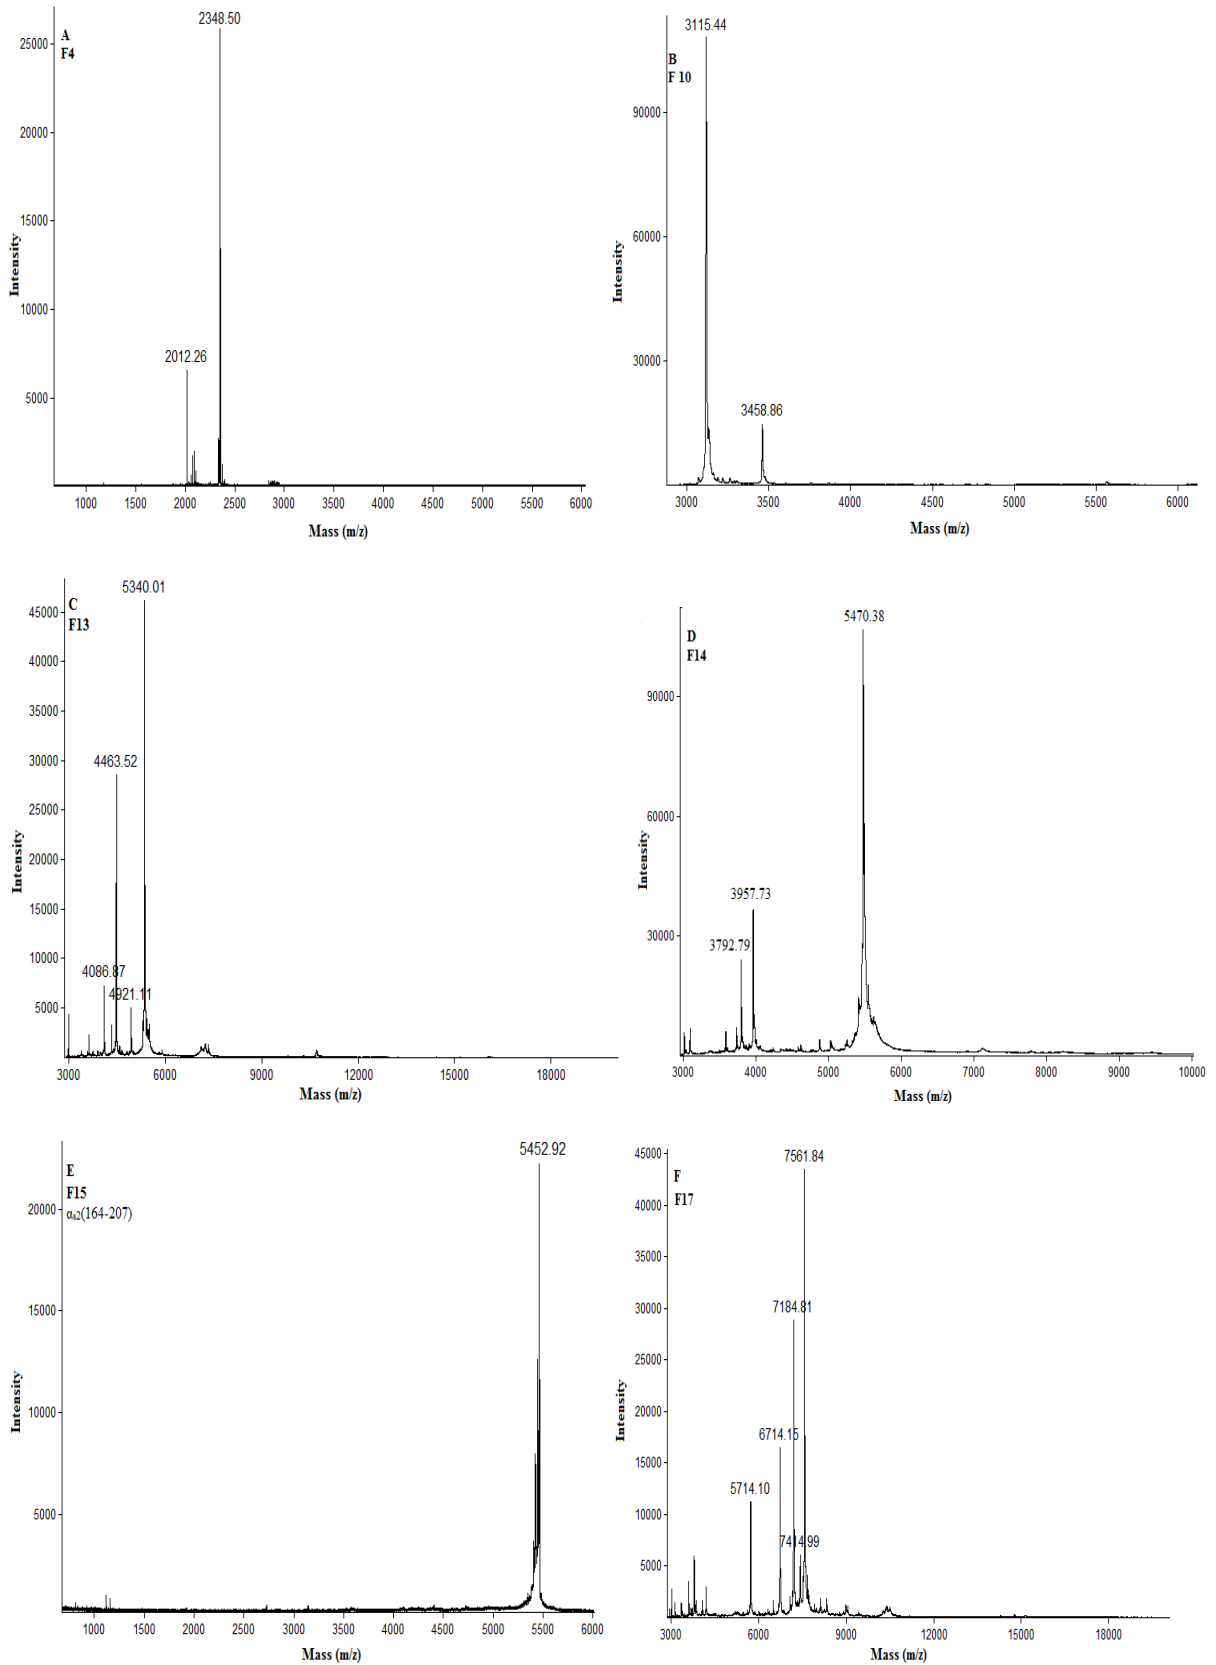 A
F4
2348.50
2012.26
25000
20000
15000
10000
5000
Intensity
1000 1500 2000 2500 3000 3500 4000 4500 5000 5500 6000
Mass (m/z)
B
F 10
3115.44
3458.86
90000
60000
30000
Intensity
3000 3500 4000 4500 5000 5500 6000
Mass (m/z)
C
F13
5340.01
4463.52
4086.87
4921.11
45000
40000
35000
30000
25000
20000
15000
10000
5000
Intensity
3000 6000 9000 12000 15000 18000
Mass (m/z)
D
F14
5470.38
3957.73
3792.79
90000
60000
30000
Intensity
3000 4000 5000 6000 7000 8000 9000 10000
Mass (m/z)
E
F15
αs2(164-207)
5452.92
20000
15000
10000
5000
Intensity
1000 1500 2000 2500 3000 3500 4000 4500 5000 5500 6000
Mass (m/z)
F
F17
7561.84
7184.81
6714.15
5714.10
7414.99
45000
40000
35000
30000
25000
20000
15000
10000
5000
Intensity
3000 6000 9000 12000 15000 18000
Mass (m/z)